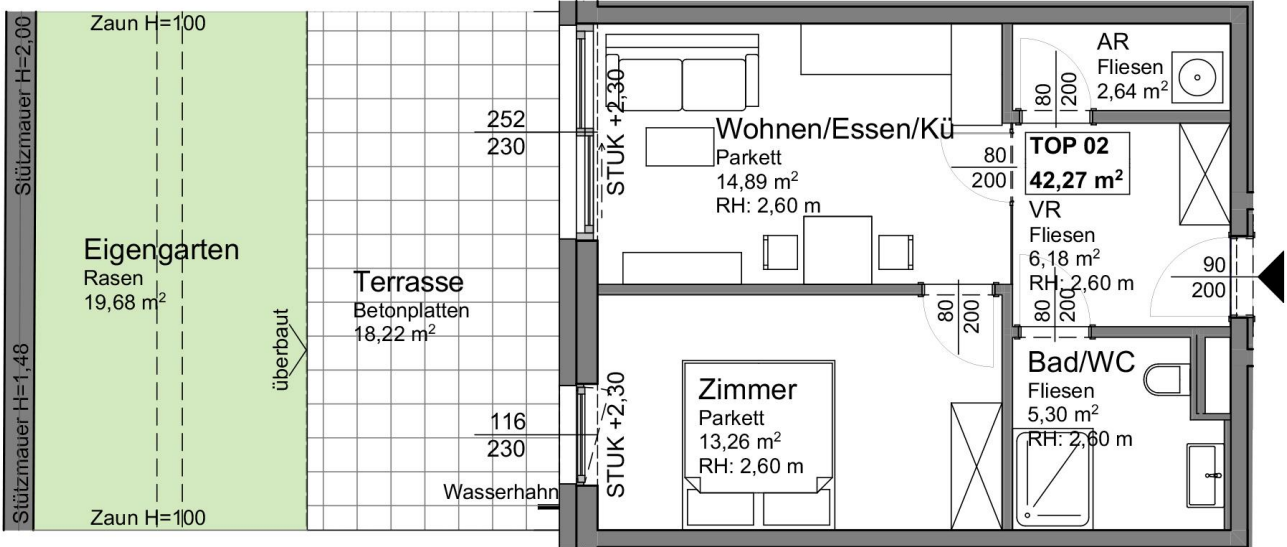 Stützmauer H=2,00
Stützmauer H=1,48
Zaun H=100
Eigengarten
Rasen
19,68 m²
Zaun H=100
überbaut
Terrasse
Betonplatten
18,22 m²
Wasserhahn
252
230
116
230
STUK +2,30
STUK +2,30
Wohnen/Essen/Kü
Parkett
14,89 m²
RH: 2,60 m
80
200
Zimmer
Parkett
13,26 m²
RH: 2,60 m
80
200
AR
Fliesen
2,64 m²
80
200
TOP 02
42,27 m²
VR
Fliesen
6,18 m²
RH: 2,60 m
90
200
80
200
Bad/WC
Fliesen
5,30 m²
RH: 2,60 m